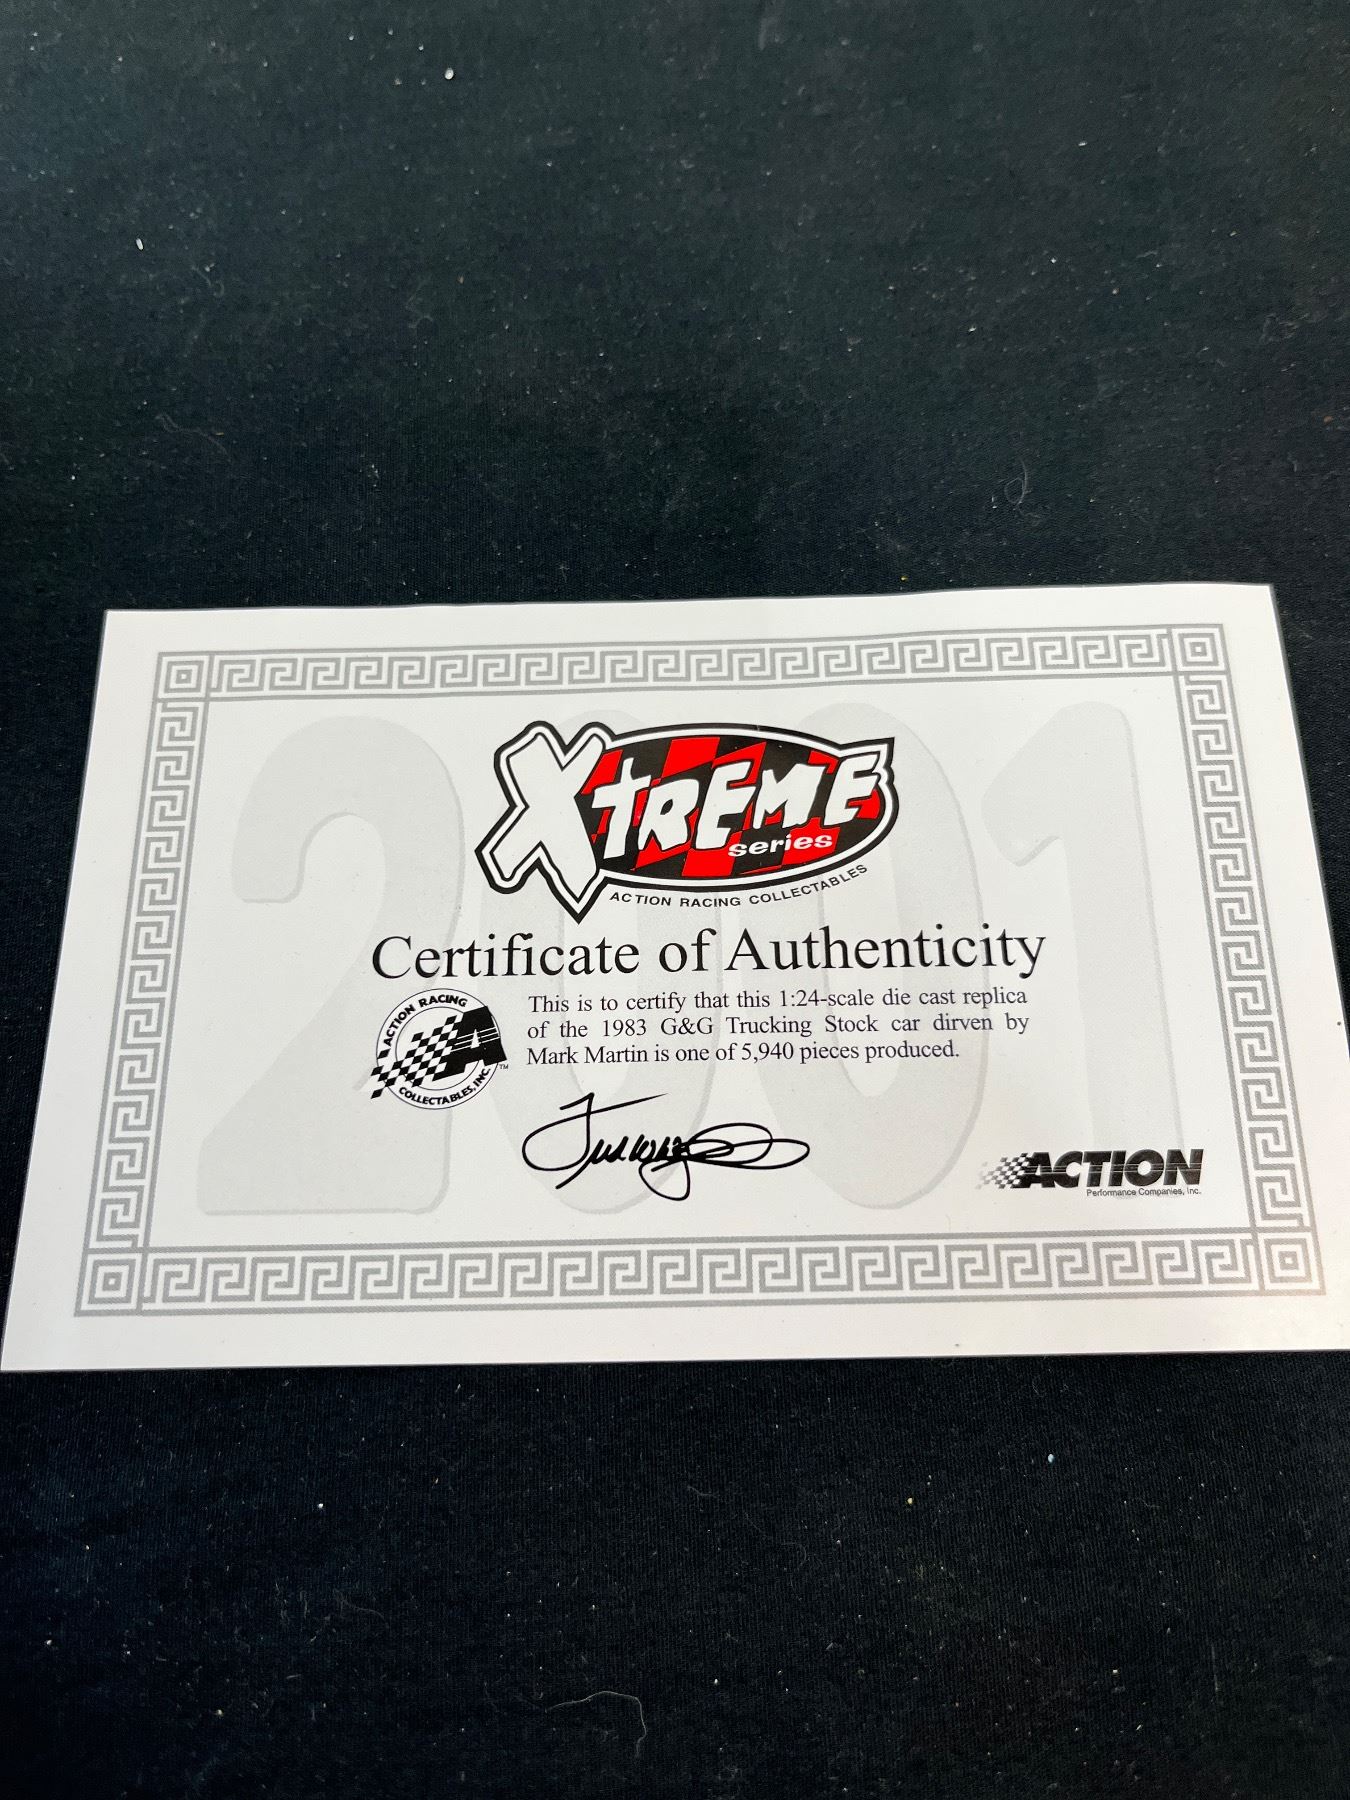 2001
XTREME
series
ACTION RACING COLLECTABLES
Certificate of Authenticity
ACTION RACING
COLLECTABLES, INC.
TM
This is to certify that this 1:24-scale die cast replica
of the 1983 G&G Trucking Stock car dirven by
Mark Martin is one of 5,940 pieces produced.
ACTION
Performance Companies, Inc.